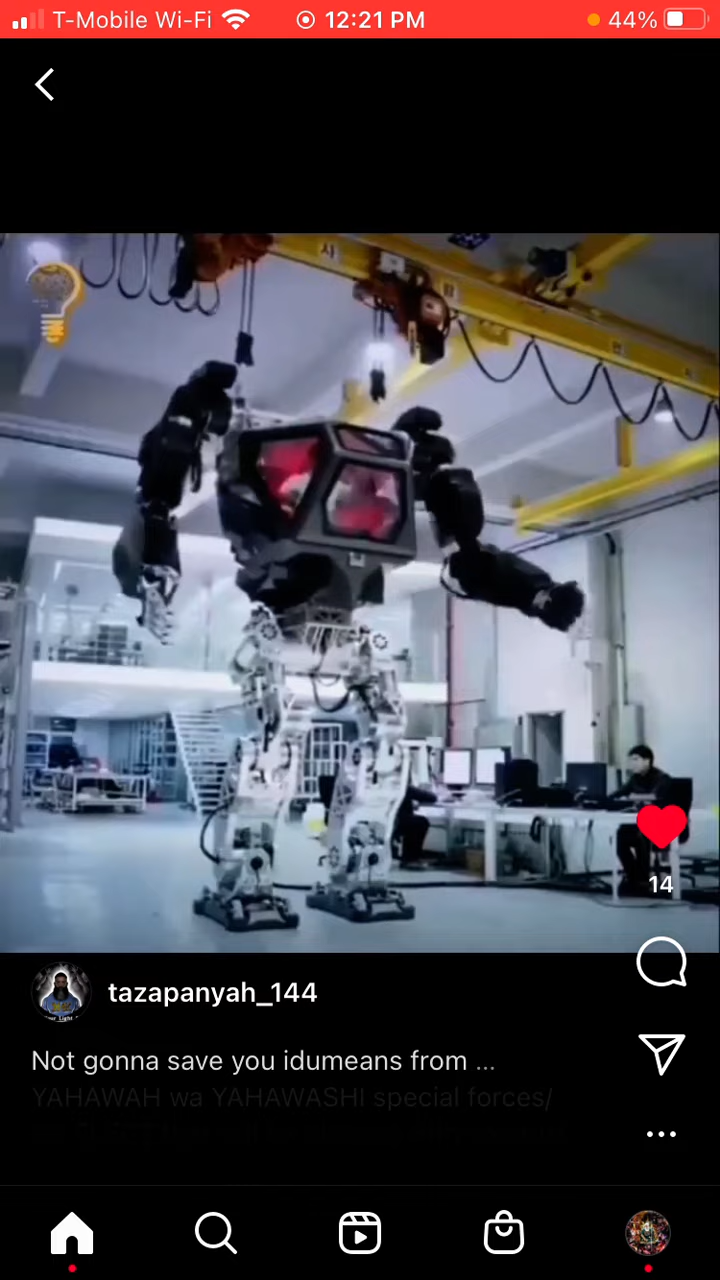 T-Mobile Wi-Fi 12:21 PM 44%
사
14
tazapanyah_144
Not gonna save you idumeans from ...
YAHAWAH wa YAHAWASHI special forces/